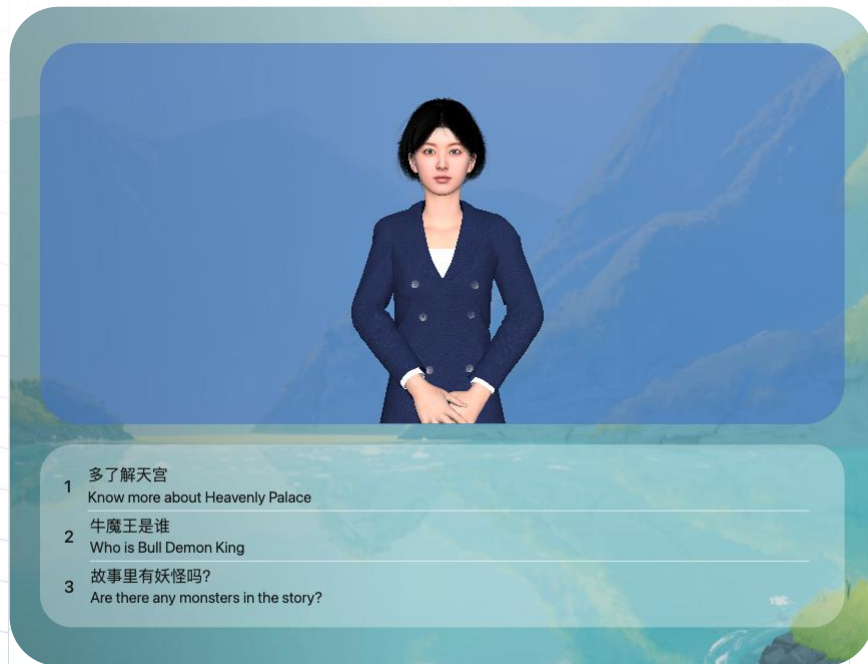 1
多了解天宫
Know more about Heavenly Palace
2
牛魔王是谁
Who is Bull Demon King
3
故事里有妖怪吗?
Are there any monsters in the story?